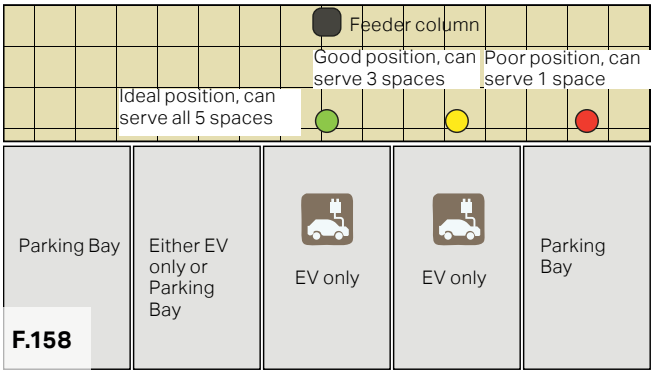 Feeder column
Good position, can
serve 3 spaces
Poor position, can
serve 1 space
Ideal position, can
serve all 5 spaces
Parking Bay
Either EV
only or
Parking
Bay
EV only
EV only
Parking
Bay
F.158